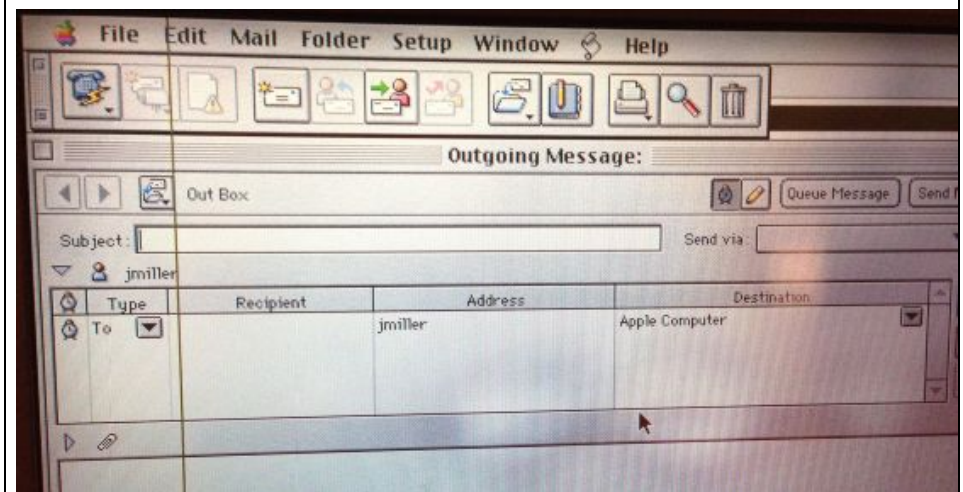 File Edit Mail Folder Setup Window Help
Outgoing Message:
Out Box Queue Message Send
Subject: Send via:
jmiller
Type Recipient Address Destination
To jmiller Apple Computer